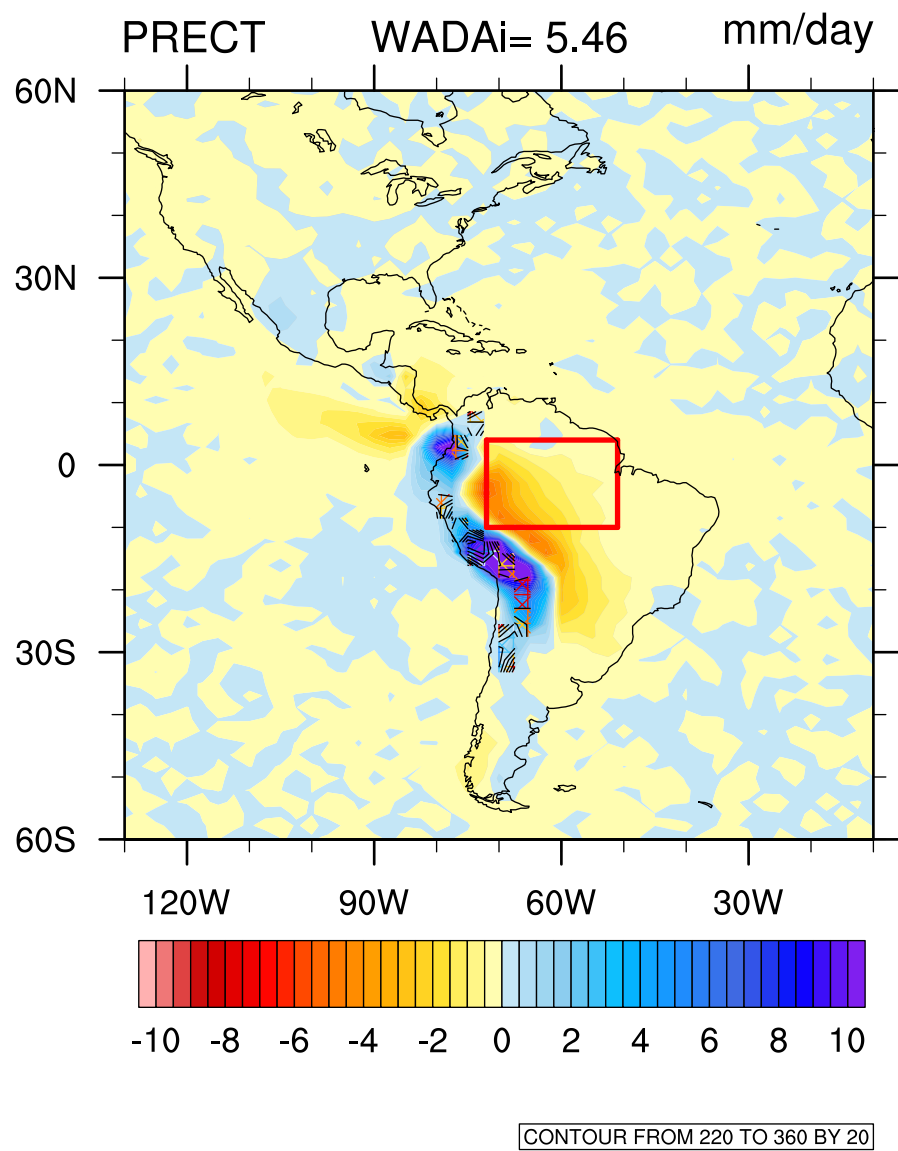 PRECT WADAi= 5.46 mm/day
60N
30N
0
30S
60S
120W 90W 60W 30W
-10 -8 -6 -4 -2 0 2 4 6 8 10
CONTOUR FROM 220 TO 360 BY 20